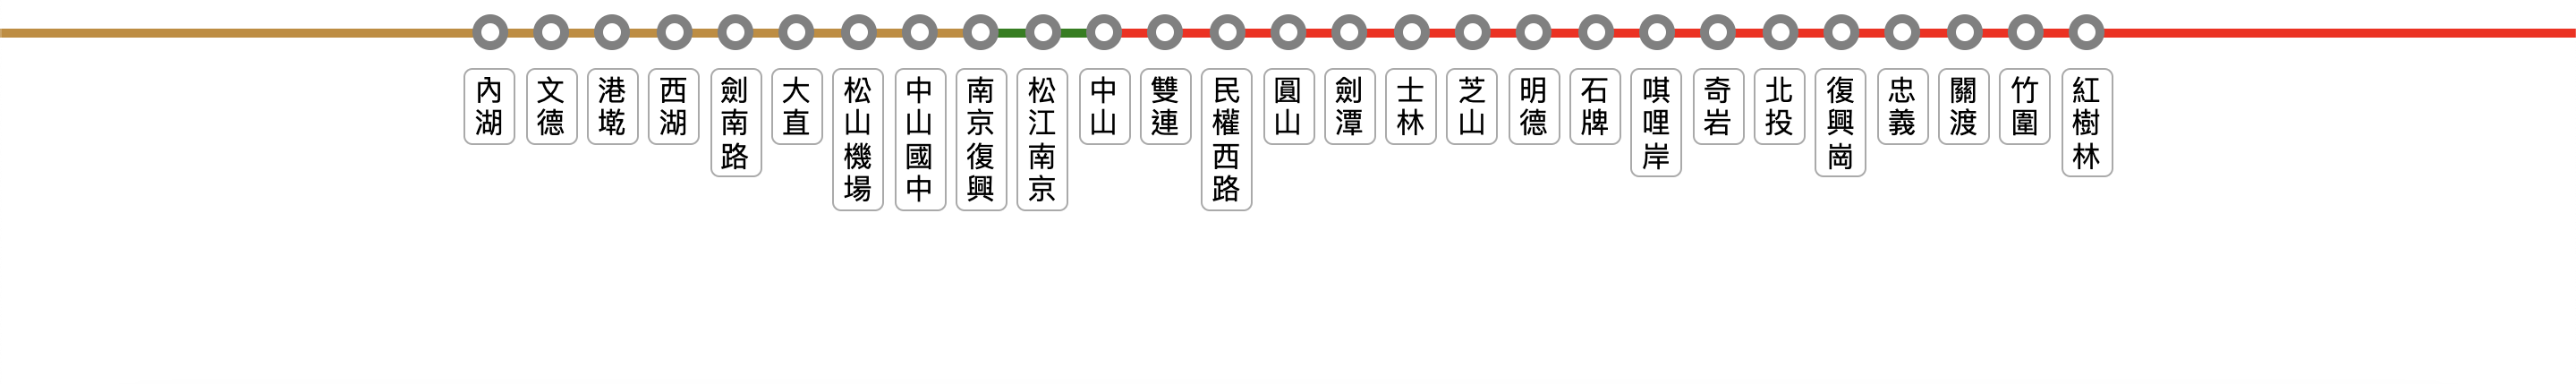 內湖
文德
港墘
西湖
劍南路
大直
松山機場
中山國中
南京復興
松江南京
中山
雙連
民權西路
圓山
劍潭
士林
芝山
明德
石牌
唭哩岸
奇岩
北投
復興崗
忠義
關渡
竹圍
紅樹林